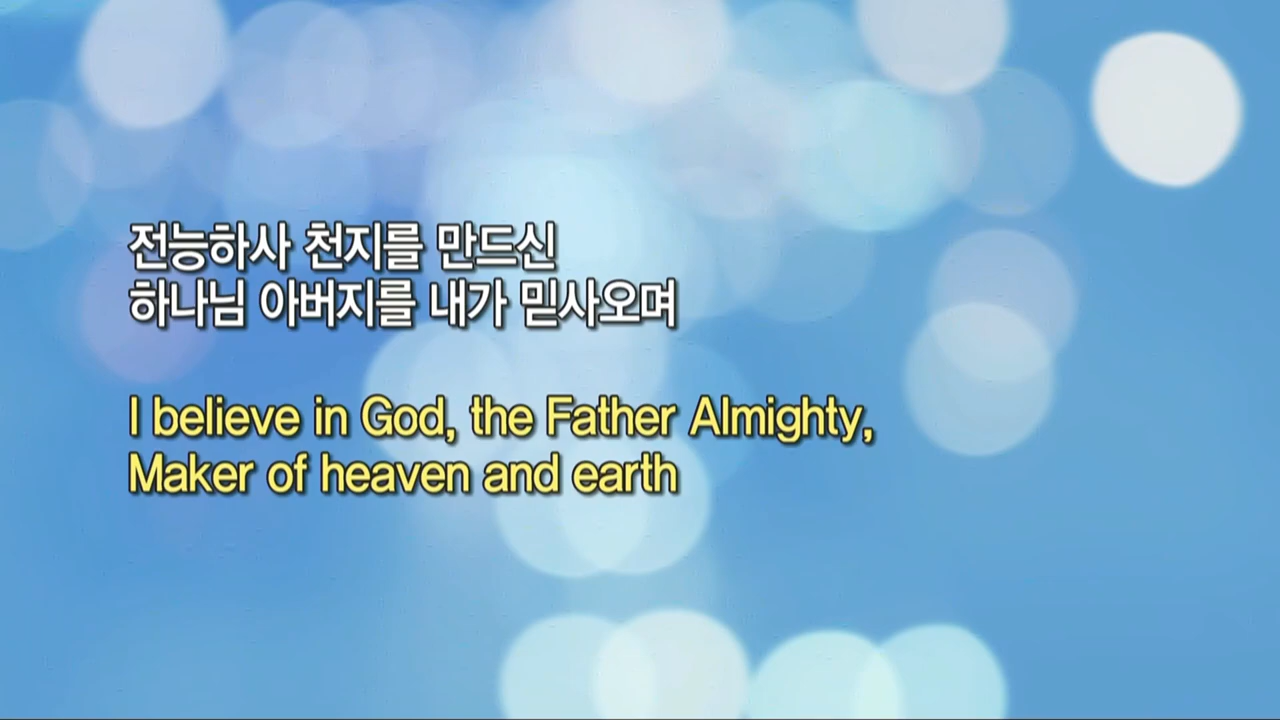 전능하사 천지를 만드신
하나님 아버지를 내가 믿사오며
I believe in God, the Father Almighty,
Maker of heaven and earth